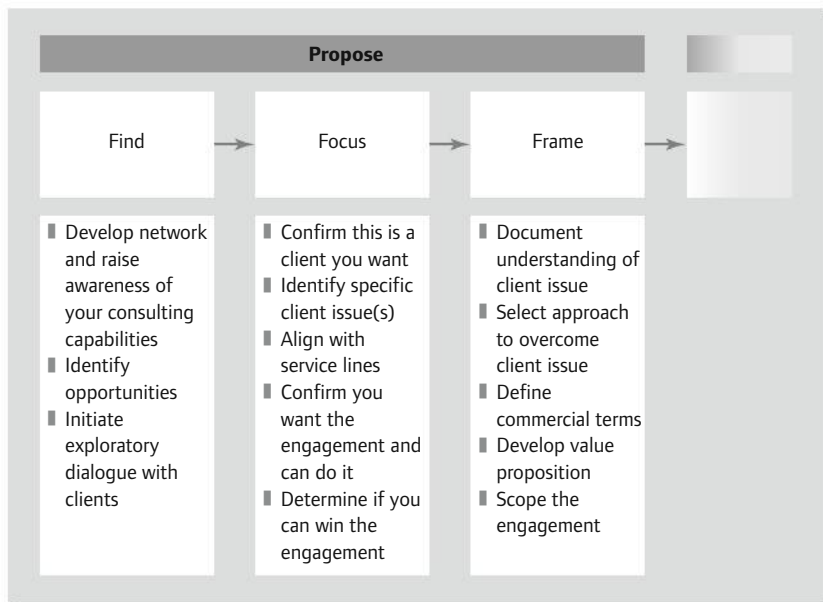 Propose
Find
Focus
Frame
Develop network
and raise
awareness of
your consulting
capabilities
Identify
opportunities
Initiate
exploratory
dialogue with
clients
Confirm this is a
client you want
Identify specific
client issue(s)
Align with
service lines
Confirm you
want the
engagement and
can do it
Determine if you
can win the
engagement
Document
understanding of
client issue
Select approach
to overcome
client issue
Define
commercial terms
Develop value
proposition
Scope the
engagement